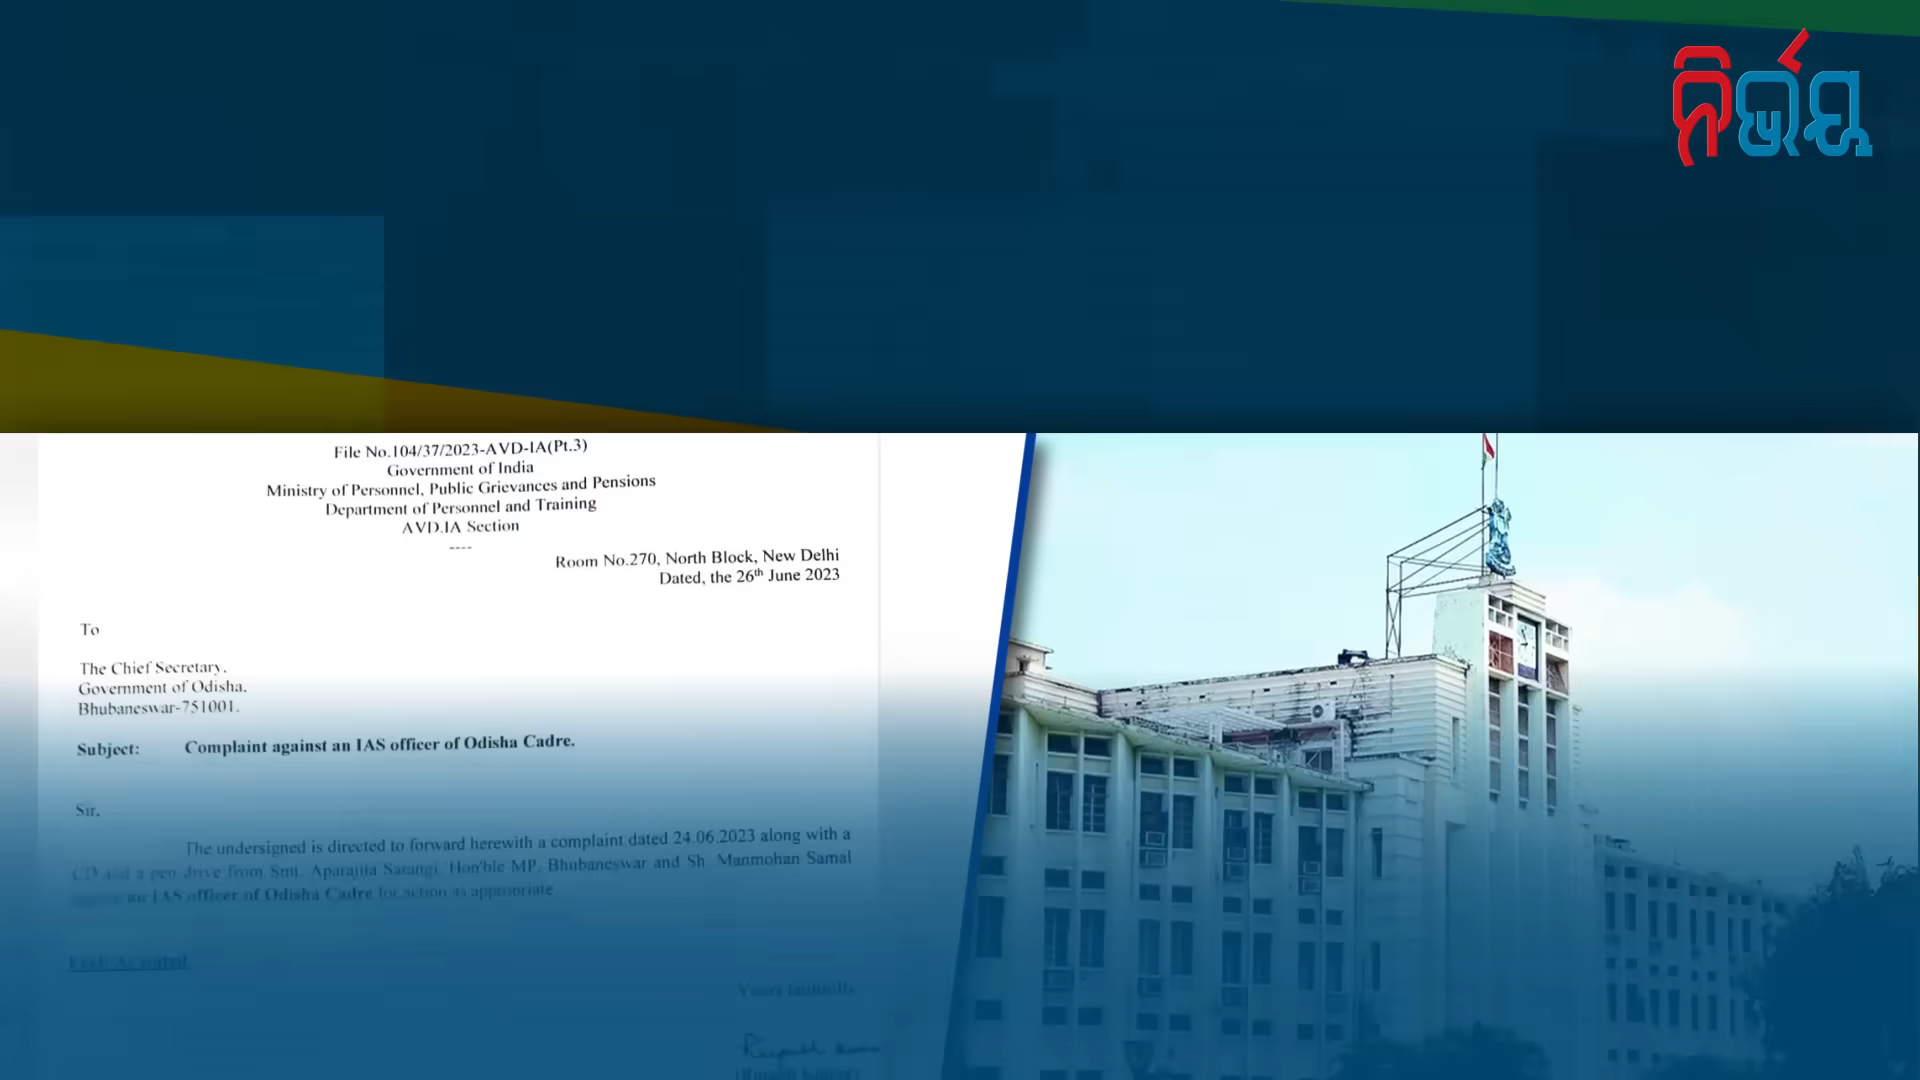 ନିର୍ଭୟ
File No.104/37/2023-AVD-IA(Pt.3)
Government of India
Ministry of Personnel, Public Grievances and Pensions
Department of Personnel and Training
AVD.IA Section
----
Room No.270, North Block, New Delhi
Dated, the 26th June 2023
To
The Chief Secretary,
Government of Odisha,
Bhubaneswar-751001.
Subject: Complaint against an IAS officer of Odisha Cadre.
Sir,
The undersigned is directed to forward herewith a complaint dated 24.06.2023 along with a
CD and a pen drive from Smt. Aparajita Sarangi, Hon'ble MP, Bhubaneswar and Sh. Manmohan Samal
against an IAS officer of Odisha Cadre for action as appropriate.
Encl: As stated.
Yours faithfully